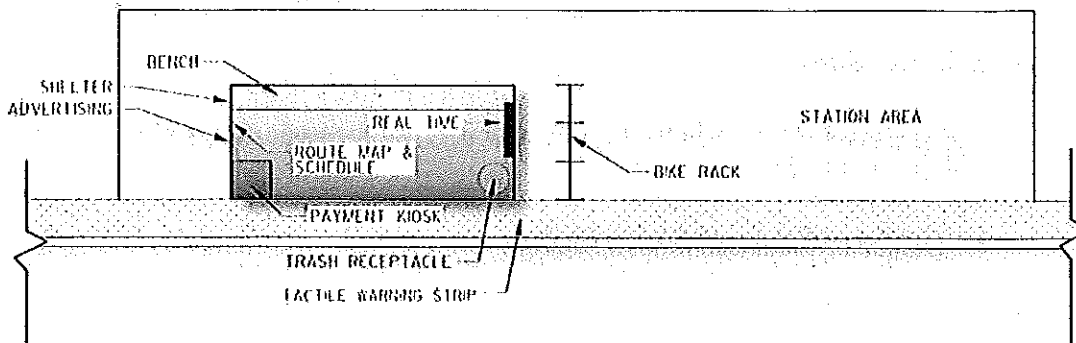 BENCH
SHELTER
ADVERTISING
REAL TIME
STATION AREA
ROUTE MAP &
SCHEDULE
BIKE RACK
PAYMENT KIOSK
TRASH RECEPTACLE
TACTILE WARNING STRIP